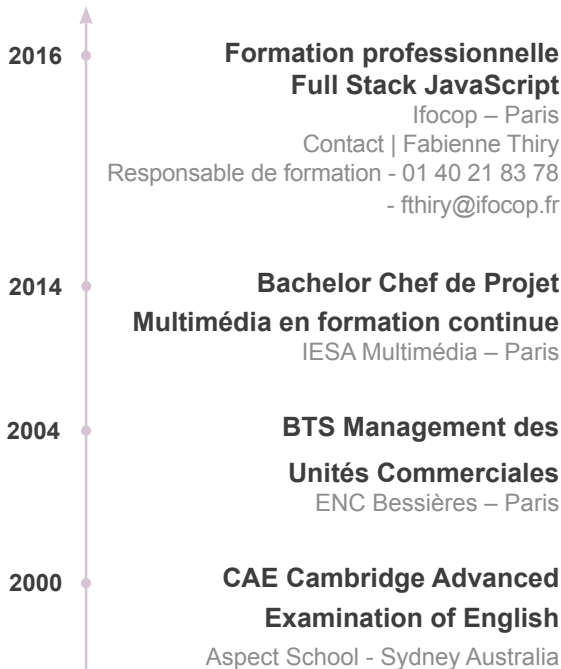 2016
Formation professionnelle
Full Stack JavaScript
Ifocop – Paris
Contact | Fabienne Thiry
Responsable de formation - 01 40 21 83 78
- fthiry@ifocop.fr
2014
Bachelor Chef de Projet
Multimédia en formation continue
IESA Multimédia – Paris
2004
BTS Management des
Unités Commerciales
ENC Bessières – Paris
2000
CAE Cambridge Advanced
Examination of English
Aspect School - Sydney Australia